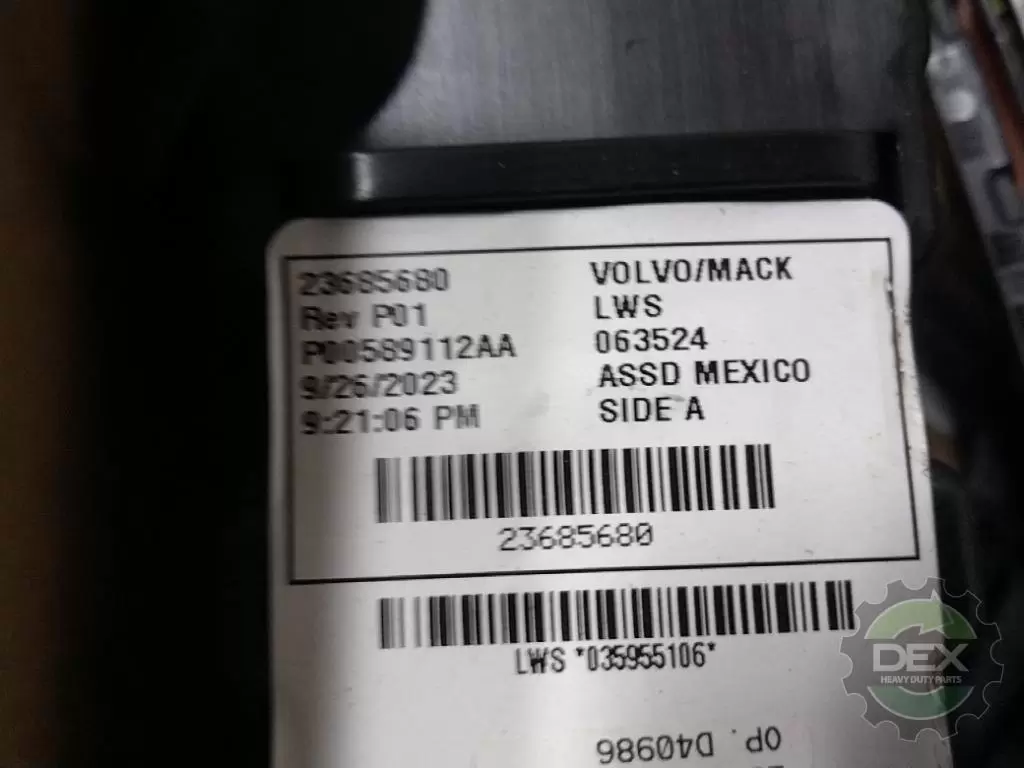 23685680
Rev P01
P00589112AA
9/26/2023
9:21:06 PM
VOLVO/MACK
LWS
063524
ASSD MEXICO
SIDE A
23685680
LWS *035955106*
OP. D40986
DEX
HEAVY DUTY PARTS